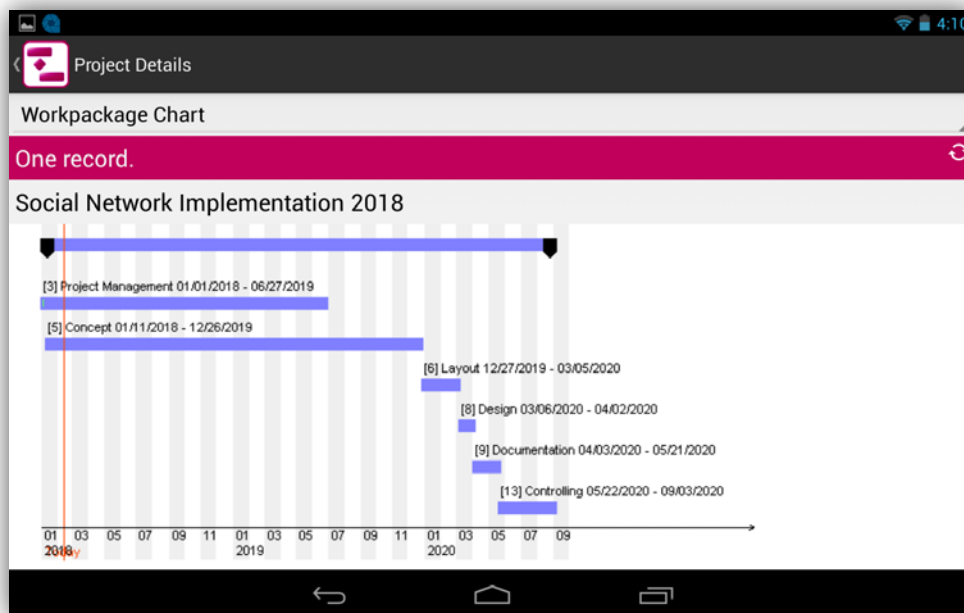 4:10
Project Details
Workpackage Chart
One record.
Social Network Implementation 2018
[3] Project Management 01/01/2018 - 06/27/2019
[5] Concept 01/11/2018 - 12/26/2019
[6] Layout 12/27/2019 - 03/05/2020
[8] Design 03/06/2020 - 04/02/2020
[9] Documentation 04/03/2020 - 05/21/2020
[13] Controlling 05/22/2020 - 09/03/2020
01 03 05 07 09 11 01 03 05 07 09 11 01 03 05 07 09
2018 Today 2019 2020